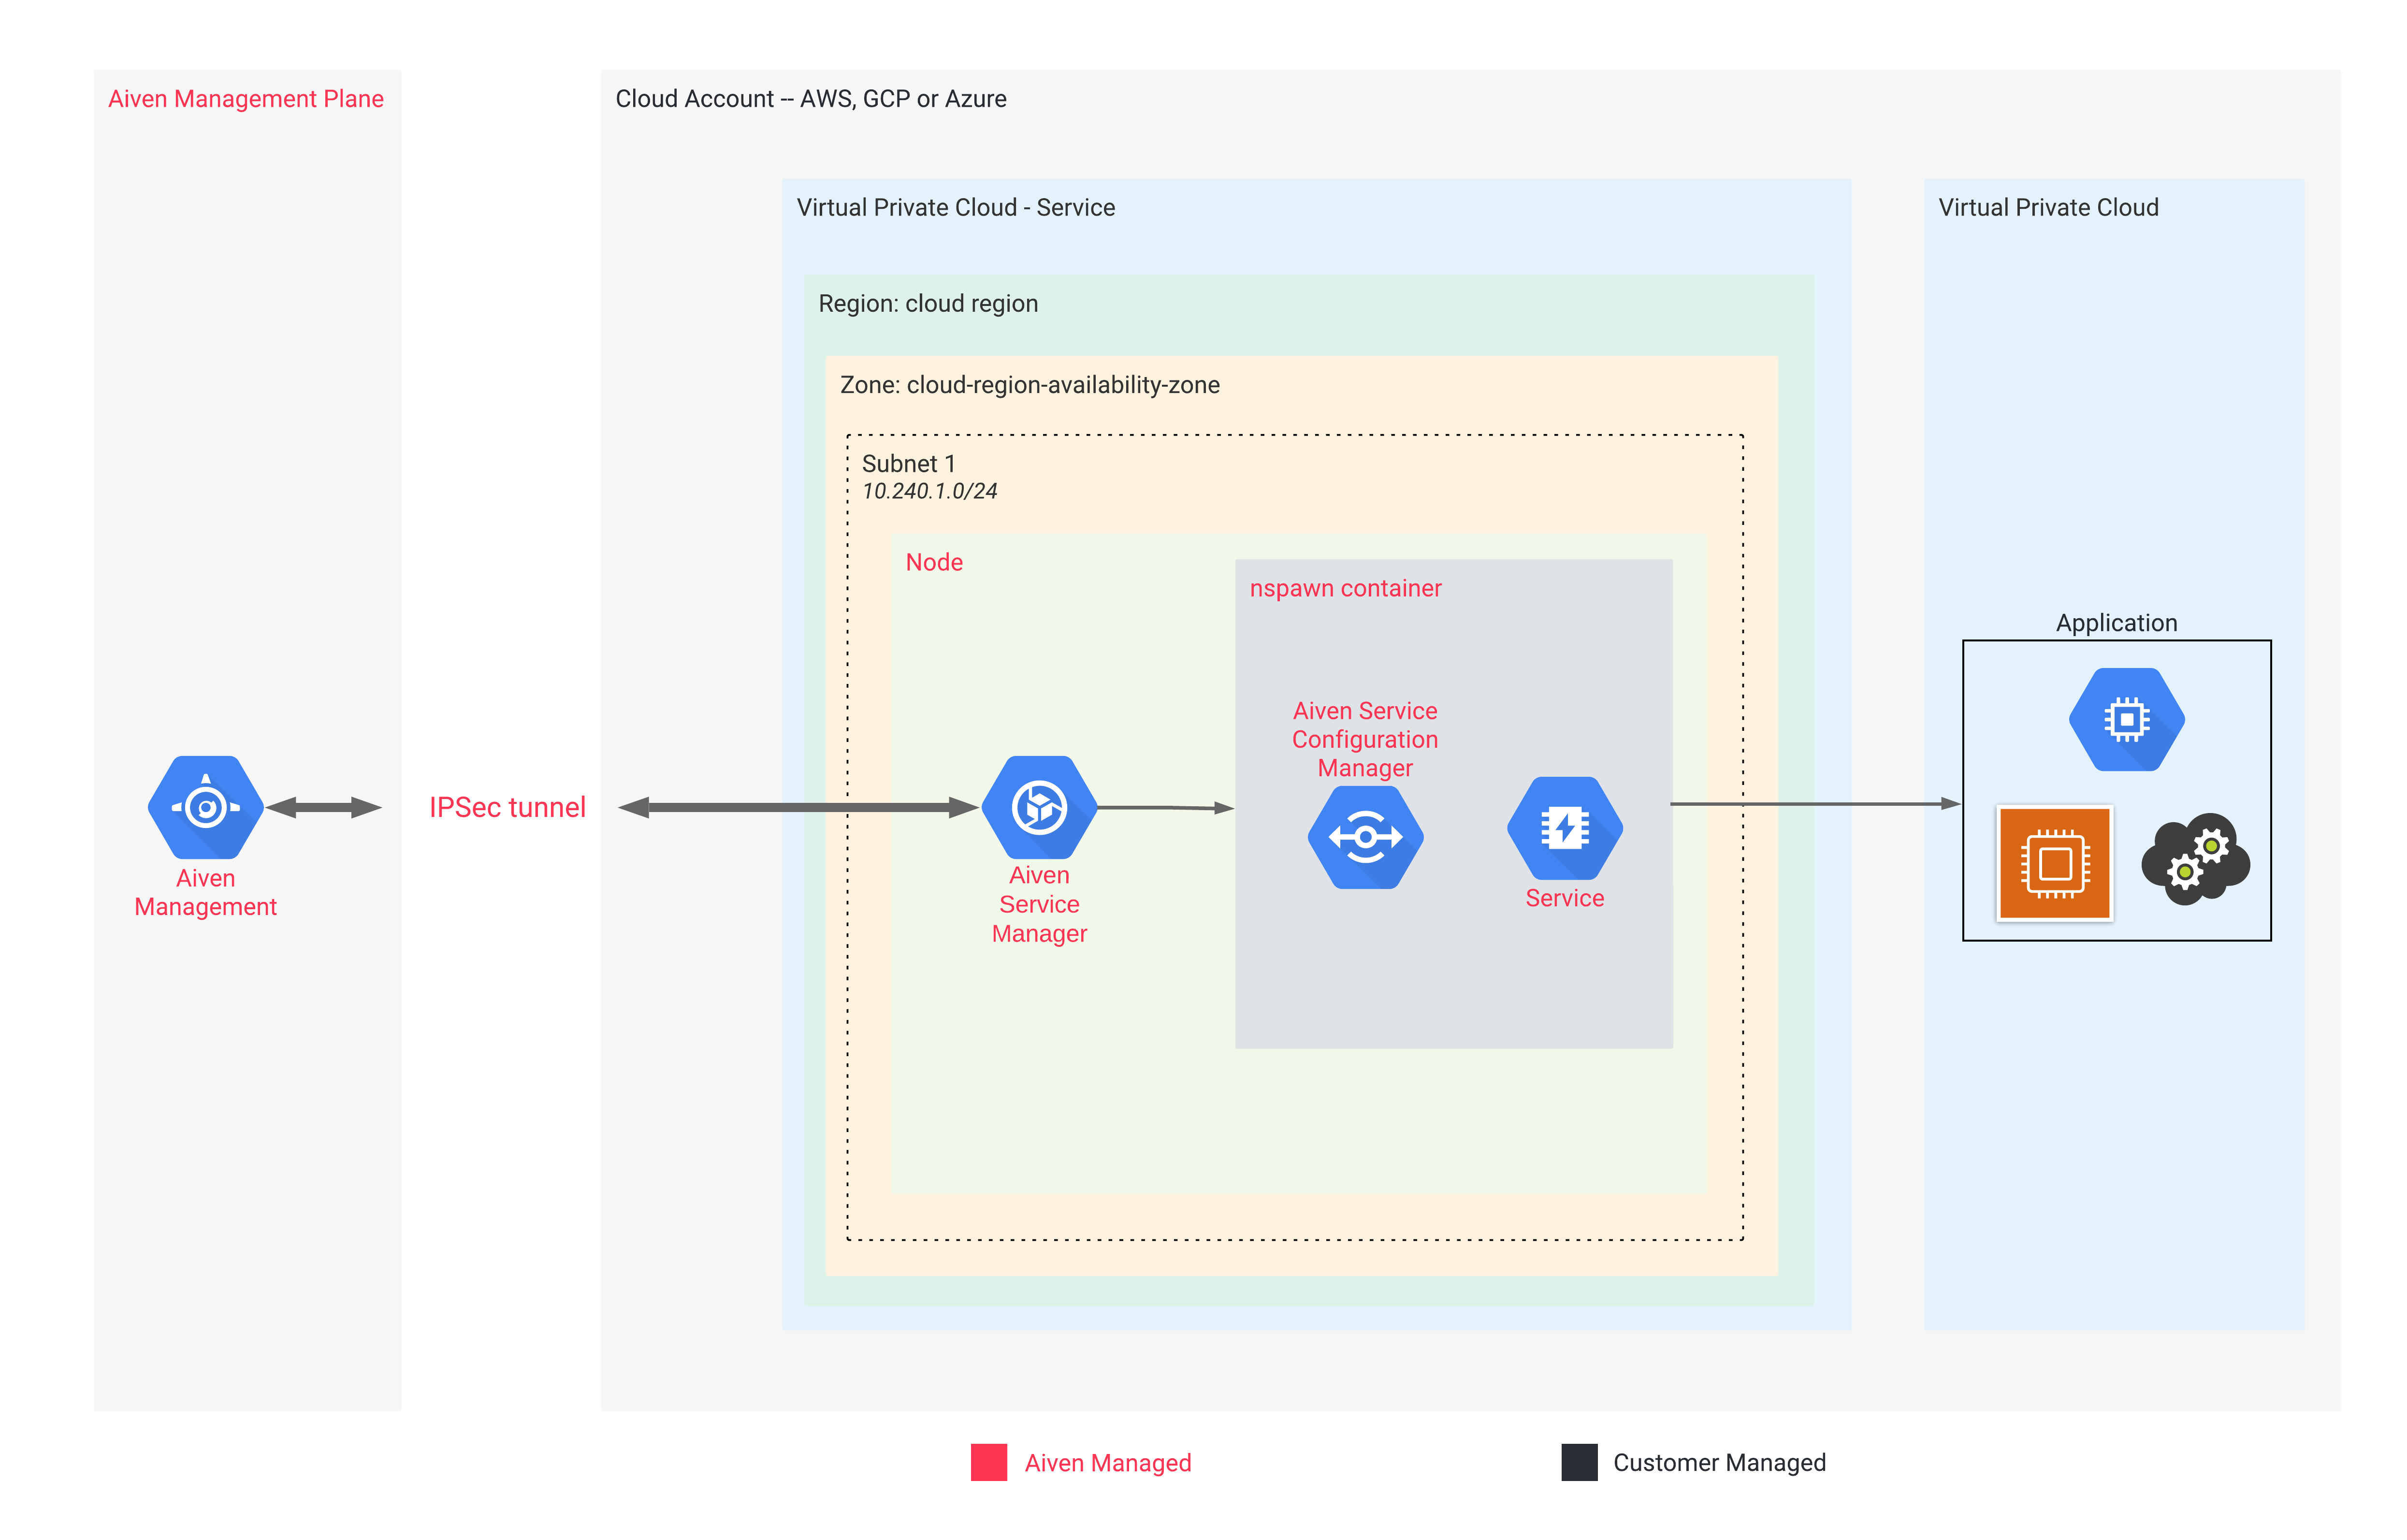 Aiven Management Plane
Cloud Account -- AWS, GCP or Azure
Virtual Private Cloud - Service
Virtual Private Cloud
Region: cloud region
Zone: cloud-region-availability-zone
Subnet 1
10.240.1.0/24
Node
nspawn container
Application
Aiven Service
Configuration
Manager
IPSec tunnel
Aiven
Management
Aiven
Service
Manager
Service
Aiven Managed
Customer Managed